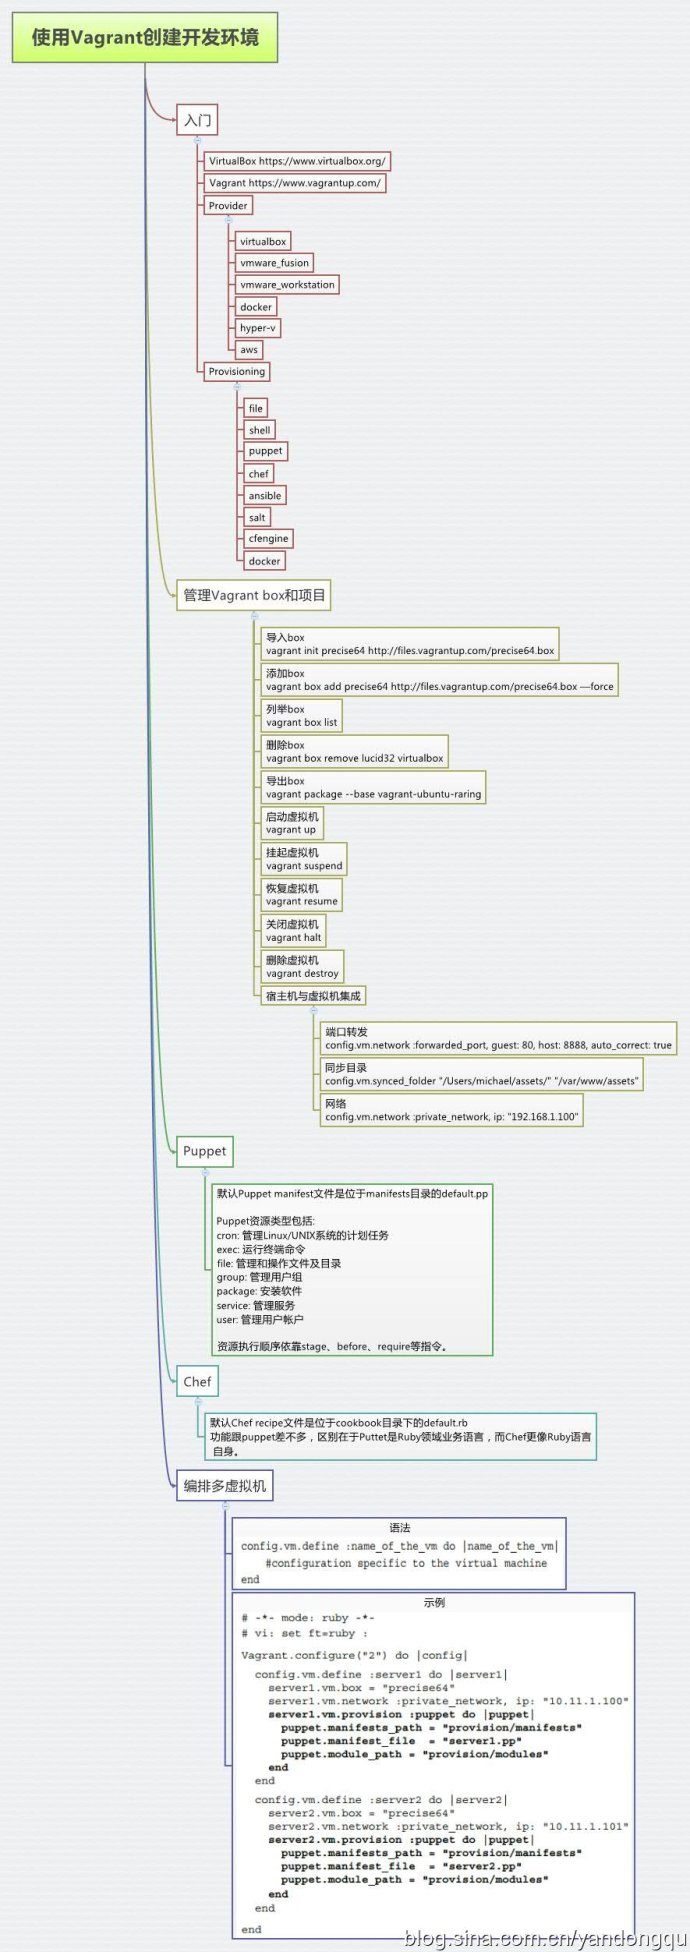 使用Vagrant创建开发环境
入门
VirtualBox https://www.virtualbox.org/
Vagrant https://www.vagrantup.com/
Provider
virtualbox
vmware_fusion
vmware_workstation
docker
hyper-v
aws
Provisioning
file
shell
puppet
chef
ansible
salt
cfengine
docker
管理Vagrant box和项目
导入box
vagrant init precise64 http://files.vagrantup.com/precise64.box
添加box
vagrant box add precise64 http://files.vagrantup.com/precise64.box —force
列举box
vagrant box list
删除box
vagrant box remove lucid32 virtualbox
导出box
vagrant package --base vagrant-ubuntu-raring
启动虚拟机
vagrant up
挂起虚拟机
vagrant suspend
恢复虚拟机
vagrant resume
关闭虚拟机
vagrant halt
删除虚拟机
vagrant destroy
宿主机与虚拟机集成
端口转发
config.vm.network :forwarded_port, guest: 80, host: 8888, auto_correct: true
同步目录
config.vm.synced_folder "/Users/michael/assets/" "/var/www/assets"
网络
config.vm.network :private_network, ip: "192.168.1.100"
Puppet
默认Puppet manifest文件是位于manifests目录的default.pp
Puppet资源类型包括:
cron: 管理Linux/UNIX系统的计划任务
exec: 运行终端命令
file: 管理和操作文件及目录
group: 管理用户组
package: 安装软件
service: 管理服务
user: 管理用户帐户
资源执行顺序依靠stage、before、require等指令。
Chef
默认Chef recipe文件是位于cookbook目录下的default.rb
功能跟puppet差不多，区别在于Puttet是Ruby领域业务语言，而Chef更像Ruby语言
自身。
编排多虚拟机
语法
config.vm.define :name_of_the_vm do |name_of_the_vm|
#configuration specific to the virtual machine
end
示例
# -*- mode: ruby -*-
# vi: set ft=ruby :
Vagrant.configure("2") do |config|
config.vm.define :server1 do |server1|
server1.vm.box = "precise64"
server1.vm.network :private_network, ip: "10.11.1.100"
server1.vm.provision :puppet do |puppet|
puppet.manifests_path = "provision/manifests"
puppet.manifest_file = "server1.pp"
puppet.module_path = "provision/modules"
end
end
config.vm.define :server2 do |server2|
server2.vm.box = "precise64"
server2.vm.network :private_network, ip: "10.11.1.101"
server2.vm.provision :puppet do |puppet|
puppet.manifests_path = "provision/manifests"
puppet.manifest_file = "server2.pp"
puppet.module_path = "provision/modules"
end
end
end
blog.sina.com.cn/yandongqu